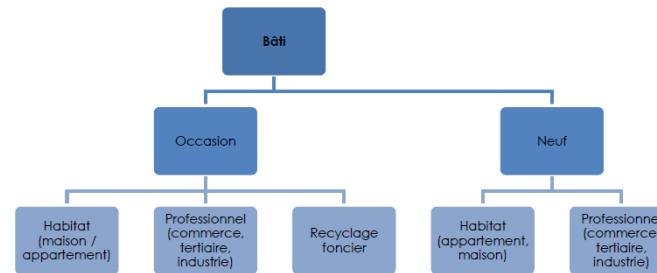 Bâti
Occasion
Neuf
Habitat
(maison /
appartement)
Professionnel
(commerce,
tertiaire,
industrie)
Recyclage
foncier
Habitat
(appartement,
maison)
Professionne
(commerce
tertiaire,
industrie)